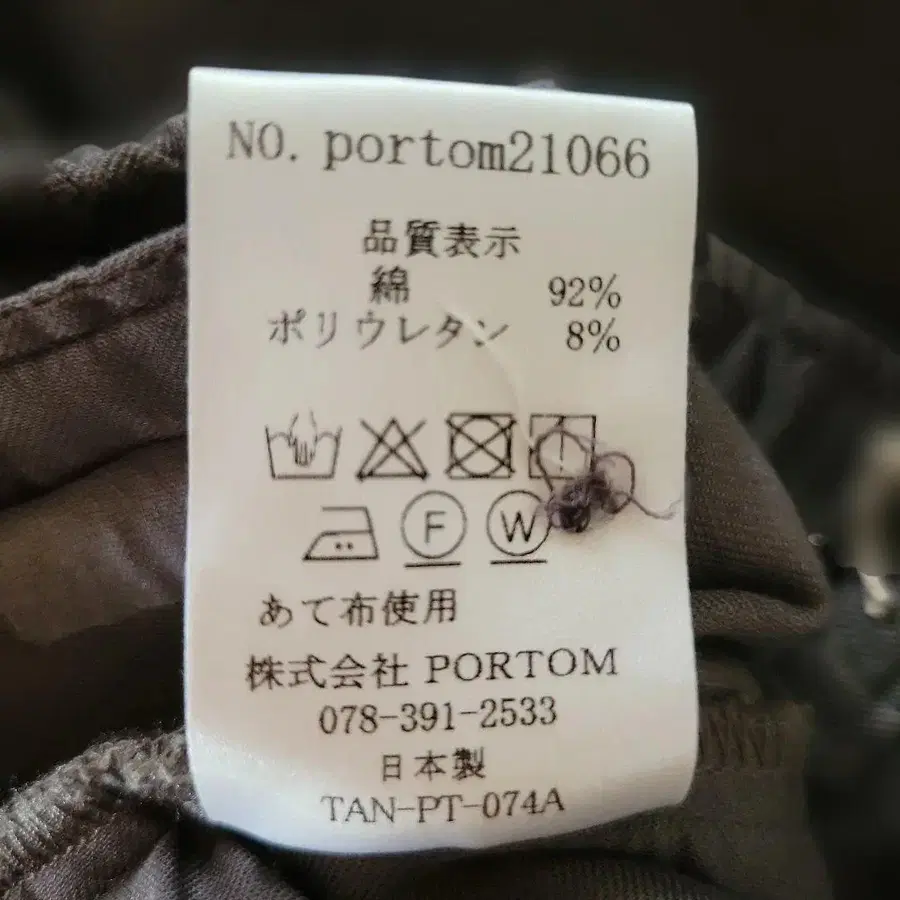 NO. portom21066
品質表示
綿 92%
ポリウレタン 8%
F W
あて布使用
株式会社 PORTOM
078-391-2533
日本製
TAN-PT-074A